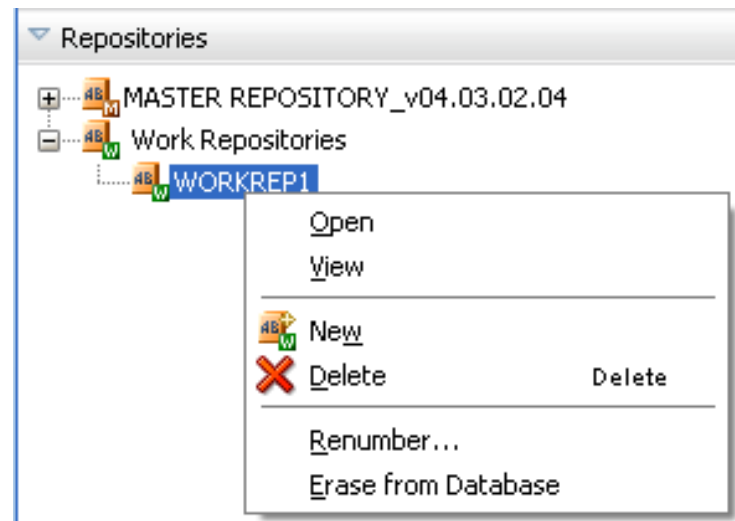 Repositories
MASTER REPOSITORY_v04.03.02.04
Work Repositories
WORKREP1
Open
View
New
Delete Delete
Renumber...
Erase from Database